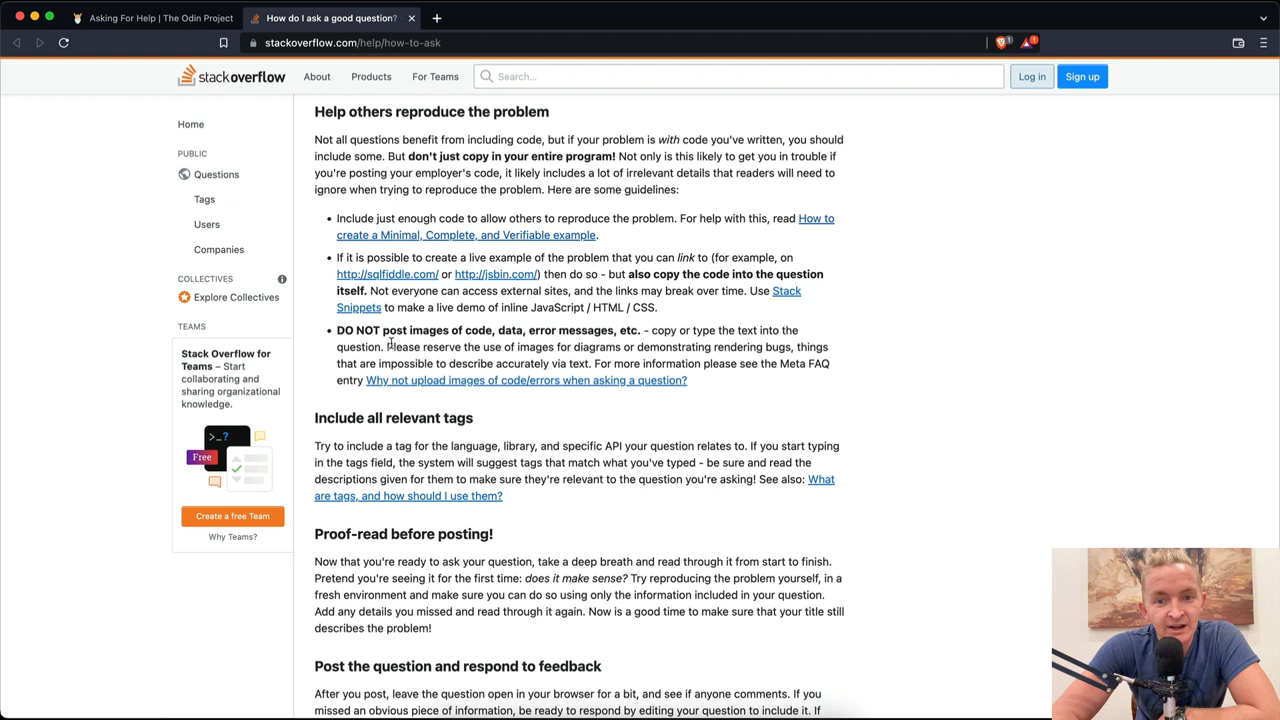 Asking For Help | The Odin Project
How do I ask a good question?
stackoverflow.com/help/how-to-ask
1
1
stackoverflow
About
Products
For Teams
Search...
Log in
Sign up
Home
PUBLIC
Questions
Tags
Users
Companies
COLLECTIVES
Explore Collectives
TEAMS
Stack Overflow for
Teams – Start
collaborating and
sharing organizational
knowledge.
>_?
Free
Create a free Team
Why Teams?
Help others reproduce the problem
Not all questions benefit from including code, but if your problem is with code you've written, you should
include some. But don't just copy in your entire program! Not only is this likely to get you in trouble if
you're posting your employer's code, it likely includes a lot of irrelevant details that readers will need to
ignore when trying to reproduce the problem. Here are some guidelines:
• Include just enough code to allow others to reproduce the problem. For help with this, read How to
create a Minimal, Complete, and Verifiable example.
• If it is possible to create a live example of the problem that you can link to (for example, on
http://sqlfiddle.com/ or http://jsbin.com/) then do so - but also copy the code into the question
itself. Not everyone can access external sites, and the links may break over time. Use Stack
Snippets to make a live demo of inline JavaScript / HTML / CSS.
• DO NOT post images of code, data, error messages, etc. - copy or type the text into the
question. Please reserve the use of images for diagrams or demonstrating rendering bugs, things
that are impossible to describe accurately via text. For more information please see the Meta FAQ
entry Why not upload images of code/errors when asking a question?
Include all relevant tags
Try to include a tag for the language, library, and specific API your question relates to. If you start typing
in the tags field, the system will suggest tags that match what you've typed - be sure and read the
descriptions given for them to make sure they're relevant to the question you're asking! See also: What
are tags, and how should I use them?
Proof-read before posting!
Now that you're ready to ask your question, take a deep breath and read through it from start to finish.
Pretend you're seeing it for the first time: does it make sense? Try reproducing the problem yourself, in a
fresh environment and make sure you can do so using only the information included in your question.
Add any details you missed and read through it again. Now is a good time to make sure that your title still
describes the problem!
Post the question and respond to feedback
After you post, leave the question open in your browser for a bit, and see if anyone comments. If you
missed an obvious piece of information, be ready to respond by editing your question to include it. If